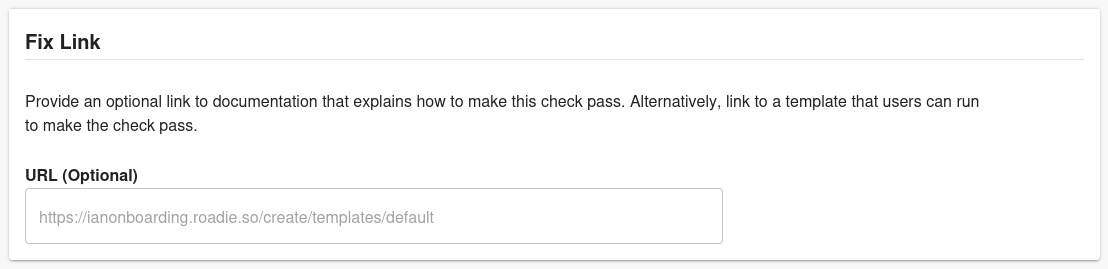 Fix Link
Provide an optional link to documentation that explains how to make this check pass. Alternatively, link to a template that users can run
to make the check pass.
URL (Optional)
https://ianonboarding.roadie.so/create/templates/default